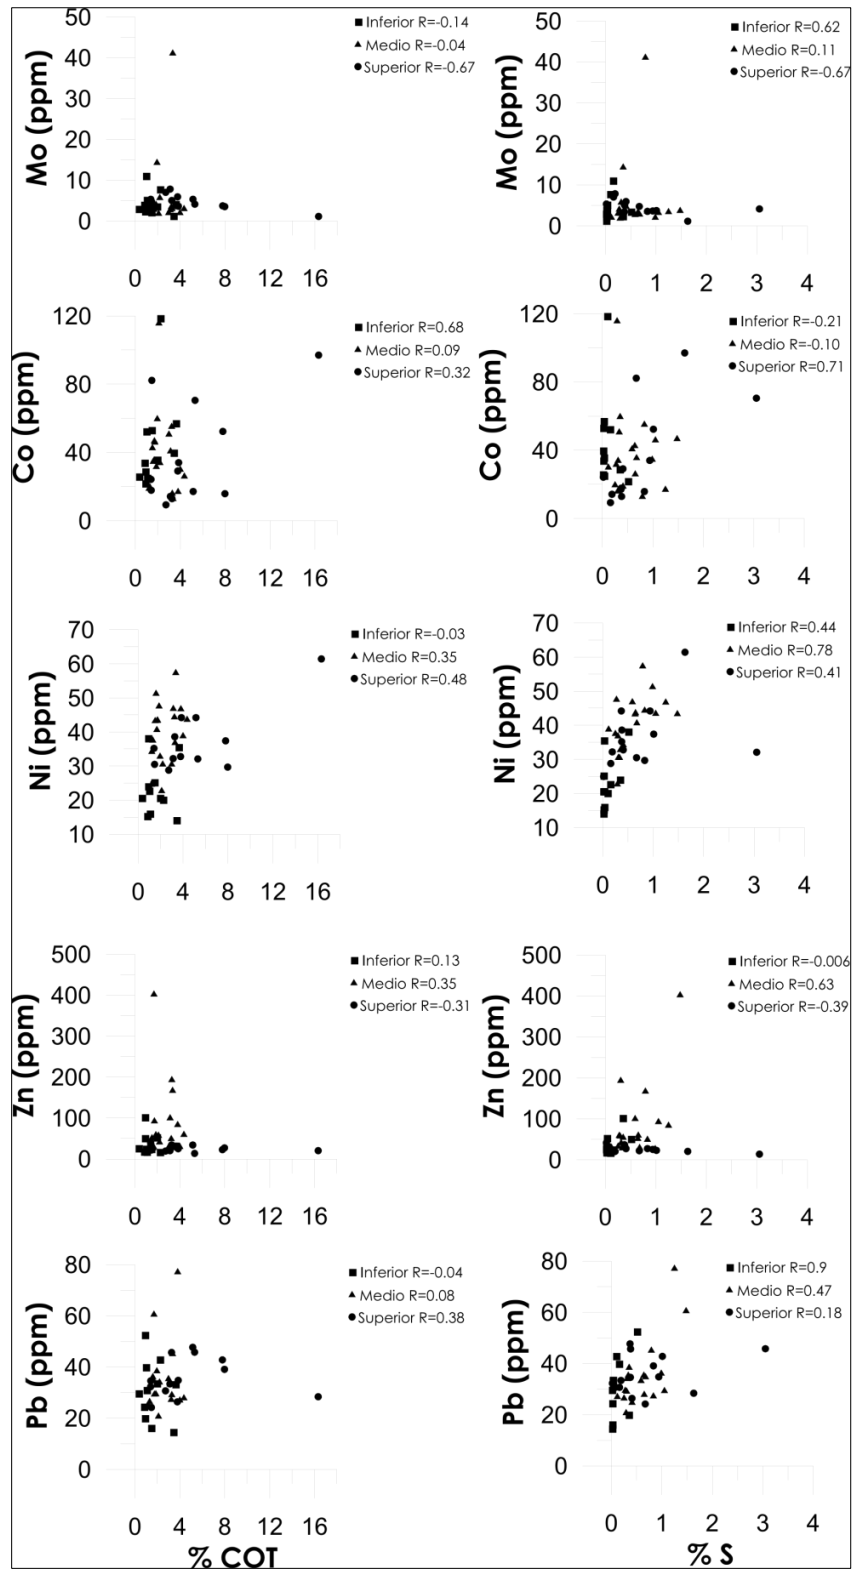 50
40
30
20
10
0
Mo (ppm)
■ Inferior R=-0.14
▲ Medio R=-0.04
● Superior R=-0.67
0 4 8 12 16
50
40
30
20
10
0
Mo (ppm)
■ Inferior R=0.62
▲ Medio R=0.11
● Superior R=-0.67
0 1 2 3 4
120
80
40
0
Co (ppm)
■ Inferior R=0.68
▲ Medio R=0.09
● Superior R=0.32
0 4 8 12 16
120
80
40
0
Co (ppm)
■ Inferior R=-0.21
▲ Medio R=-0.10
● Superior R=0.71
0 1 2 3 4
70
60
50
40
30
20
10
Ni (ppm)
■ Inferior R=-0.03
▲ Medio R=0.35
● Superior R=0.48
0 4 8 12 16
70
60
50
40
30
20
10
Ni (ppm)
■ Inferior R=0.44
▲ Medio R=0.78
● Superior R=0.41
0 1 2 3 4
500
400
300
200
100
0
Zn (ppm)
■ Inferior R=0.13
▲ Medio R=0.35
● Superior R=-0.31
0 4 8 12 16
500
400
300
200
100
0
Zn (ppm)
■ Inferior R=-0.006
▲ Medio R=0.63
● Superior R=-0.39
0 1 2 3 4
80
60
40
20
0
Pb (ppm)
■ Inferior R=-0.04
▲ Medio R=0.08
● Superior R=0.38
0 4 8 12 16
% COT
80
60
40
20
0
Pb (ppm)
■ Inferior R=0.9
▲ Medio R=0.47
● Superior R=0.18
0 1 2 3 4
% S